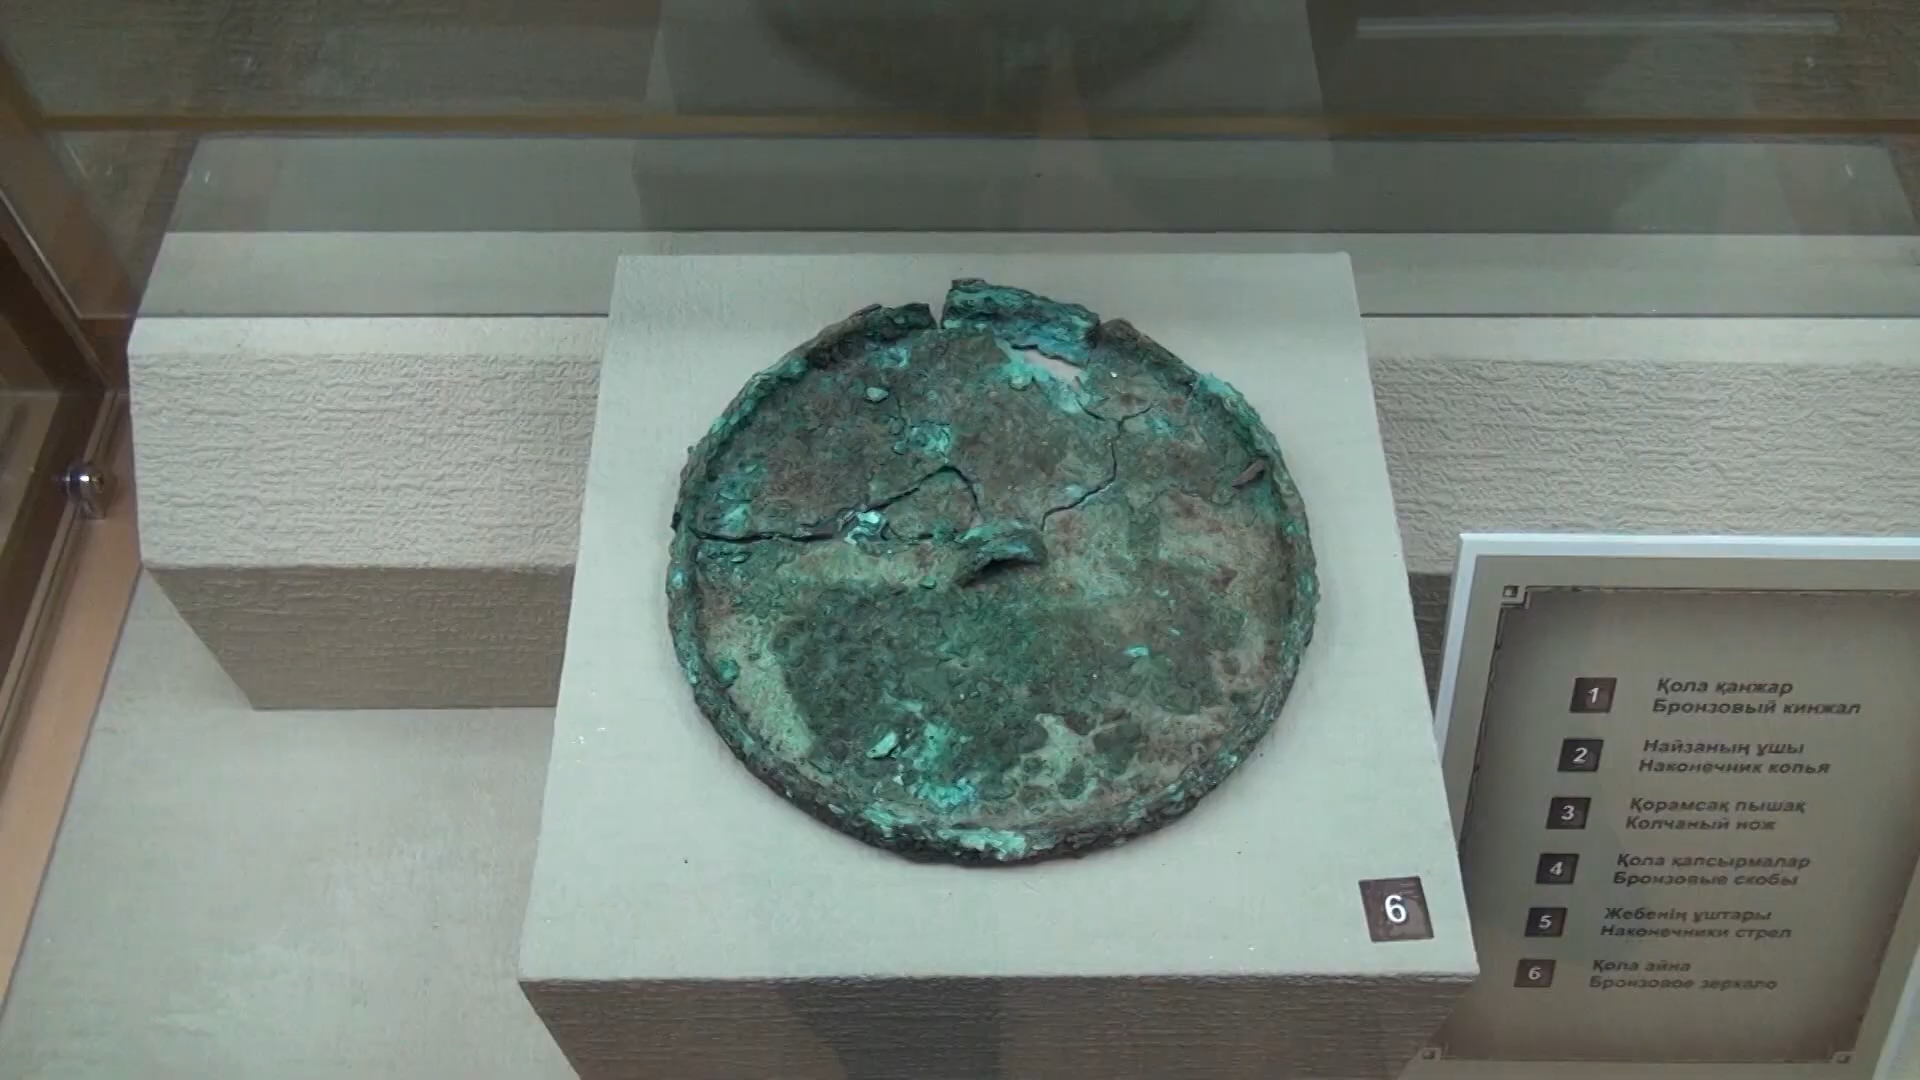 6
1 Қола қанжар
Бронзовый кинжал
2 Найзаның ұшы
Наконечник копья
3 Қорамсақ пышақ
Колчаный нож
4 Қола қапсырмалар
Бронзовые скобы
5 Жебенің ұштары
Наконечники стрел
6 Қола айна
Бронзовое зеркало